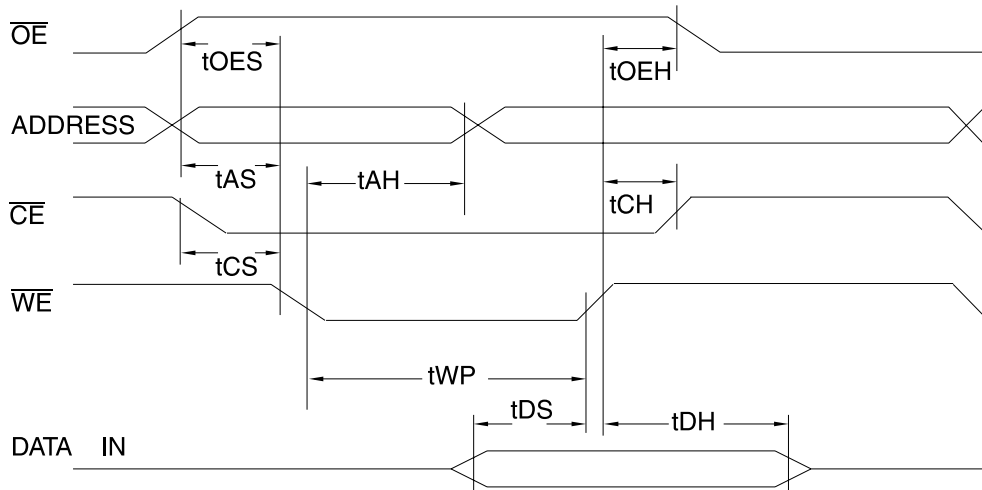 OE
tOES
tOEH
ADDRESS
tAS
tAH
tCH
CE
tCS
WE
tWP
tDS
tDH
DATA IN